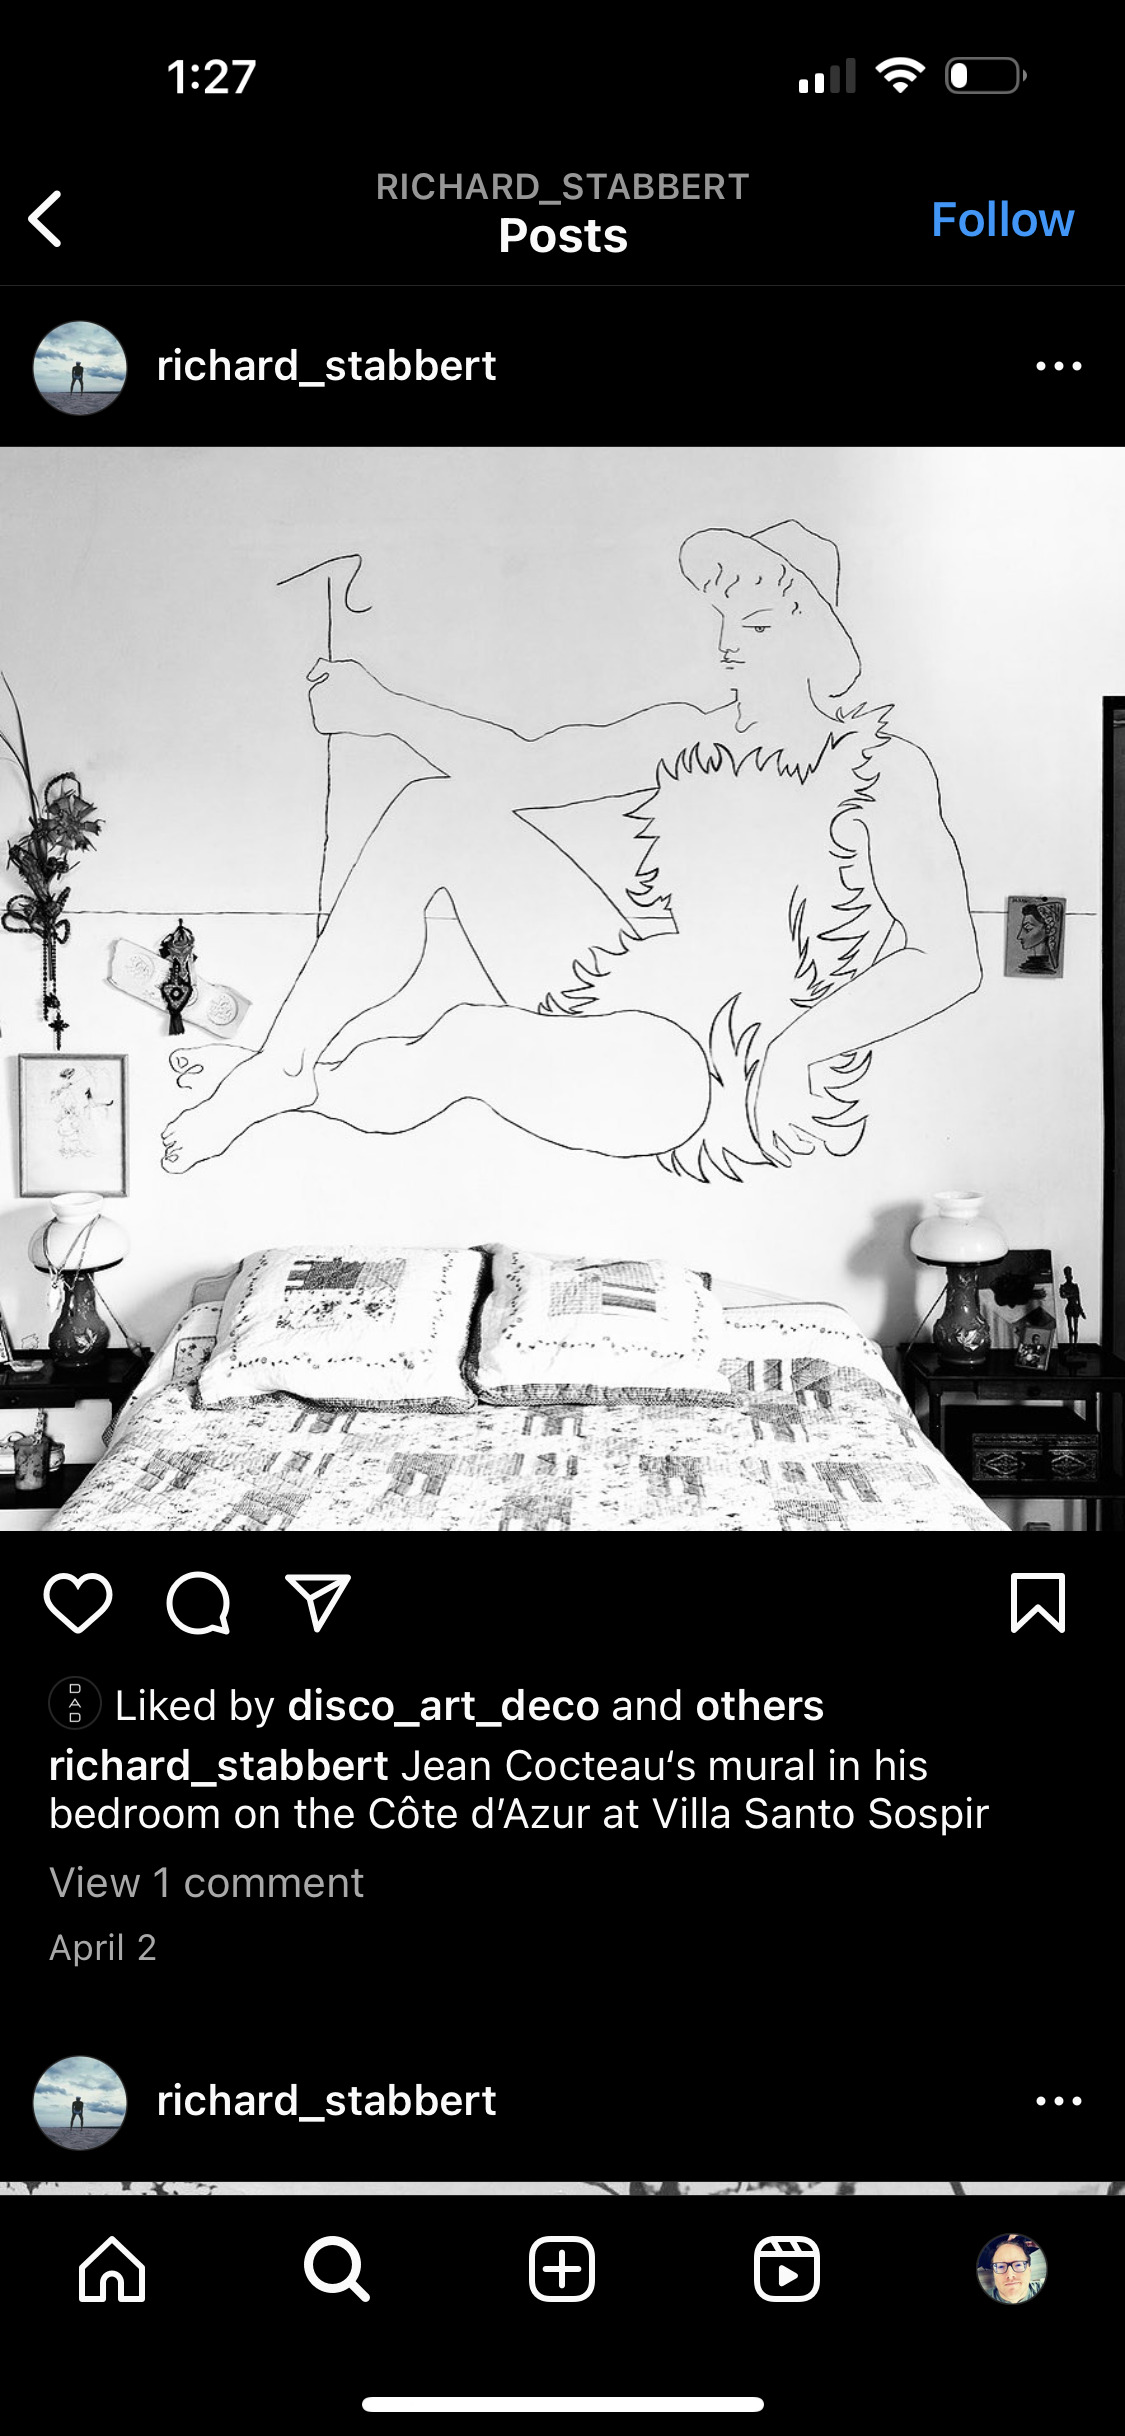 1:27
RICHARD_STABBERT
Posts
Follow
richard_stabbert
D
A
D
Liked by disco_art_deco and others
richard_stabbert Jean Cocteau‘s mural in his
bedroom on the Côte d’Azur at Villa Santo Sospir
View 1 comment
April 2
richard_stabbert